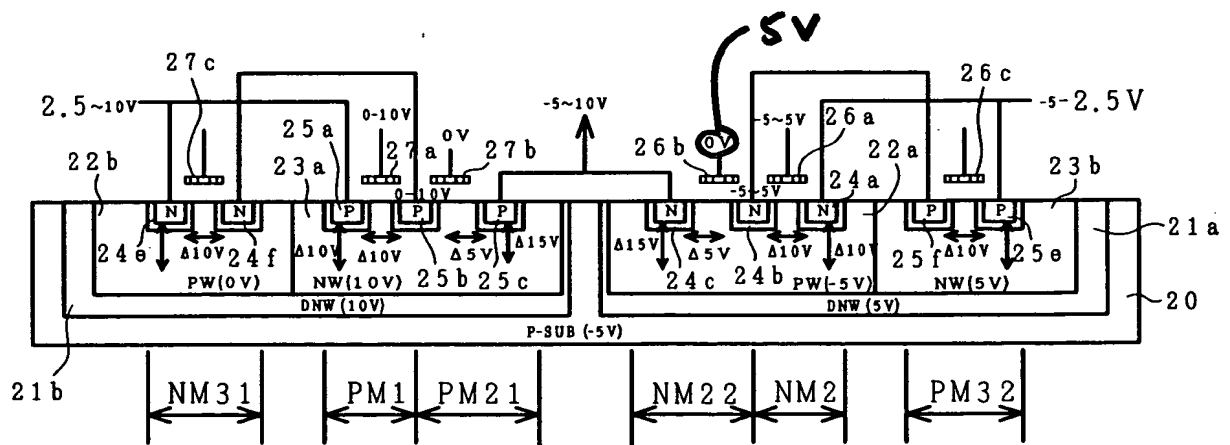 5V
27c
26c
2.5~10V
0-10V
-5~10V
-5~5V
-5~2.5V
25a
0V
26b
0V
26a
22b
23a
27a
27b
22a
23b
0-10V
-5~5V
24a
N
N
P
P
P
N
N
N
P
P
21a
24e
Δ10V
24f
Δ10V
Δ10V
25b
Δ5V
25c
Δ15V
Δ15V
24c
Δ5V
24b
Δ10V
25f
Δ10V
25e
PW(0V)
NW(10V)
PW(-5V)
NW(5V)
20
DNW(10V)
DNW(5V)
P-SUB(-5V)
21b
NM31
PM1
PM21
NM22
NM2
PM32